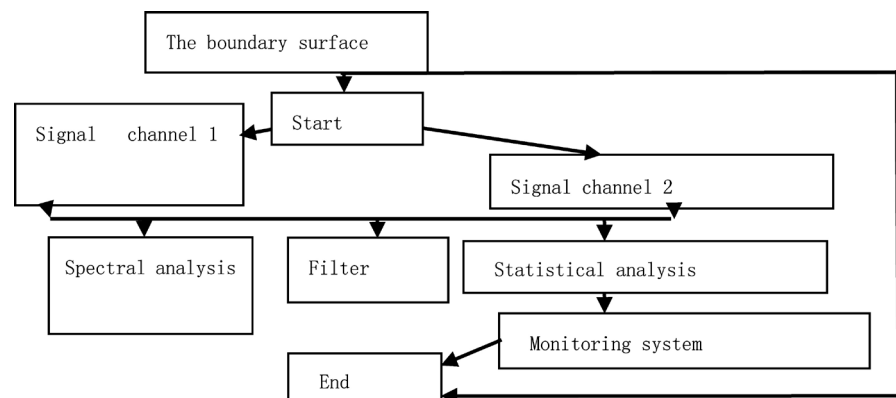 The boundary surface
Start
Signal channel 1
Signal channel 2
Spectral analysis
Filter
Statistical analysis
Monitoring system
End